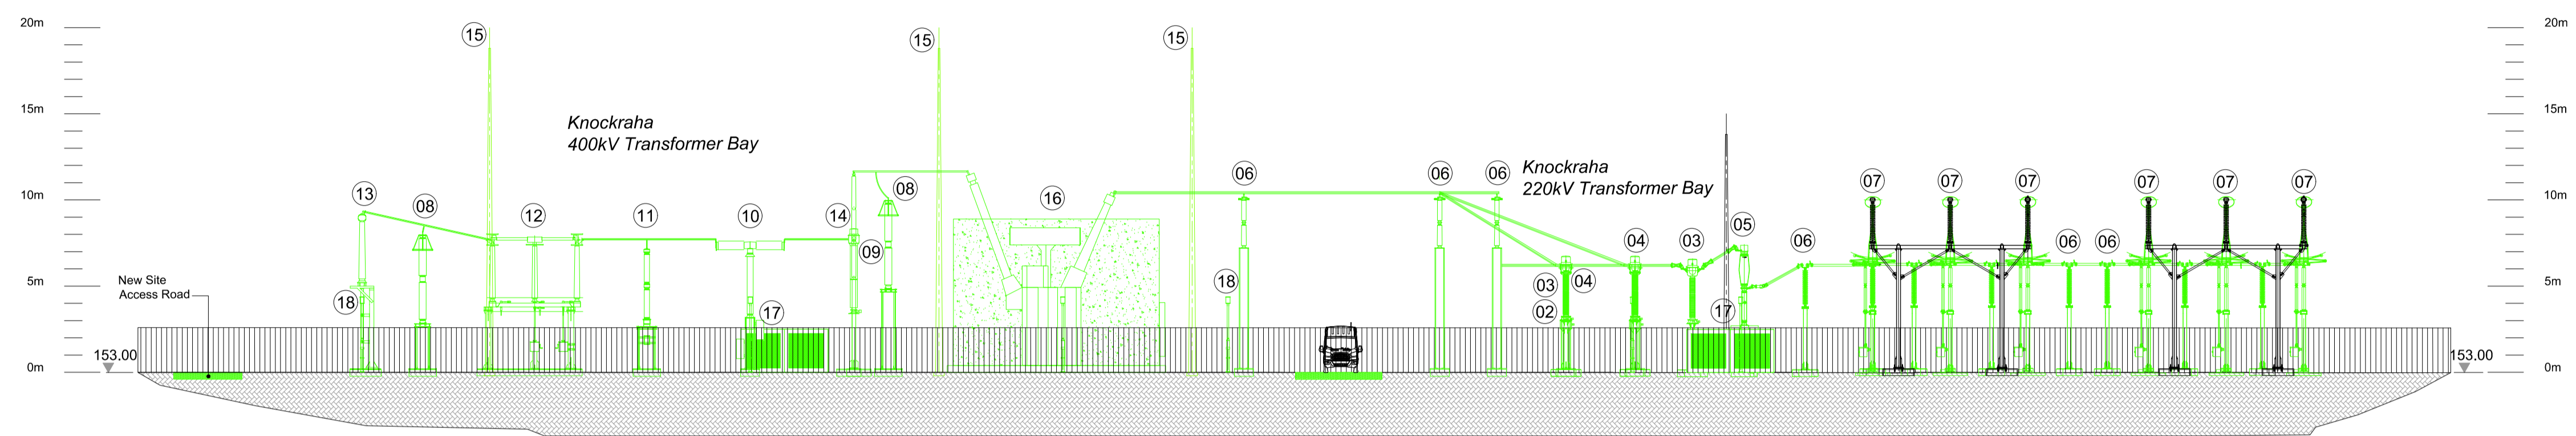 20m
15
15
15
20m
15m
Knockraha
400kV Transformer Bay
15m
Knockraha
220kV Transformer Bay
10m
13
08
12
11
10
14
09
08
16
06
06
06
04
03
05
06
07
07
07
06
06
07
07
07
10m
5m
New Site
Access Road
18
17
18
03
04
02
17
5m
0m
153.00
153.00
0m